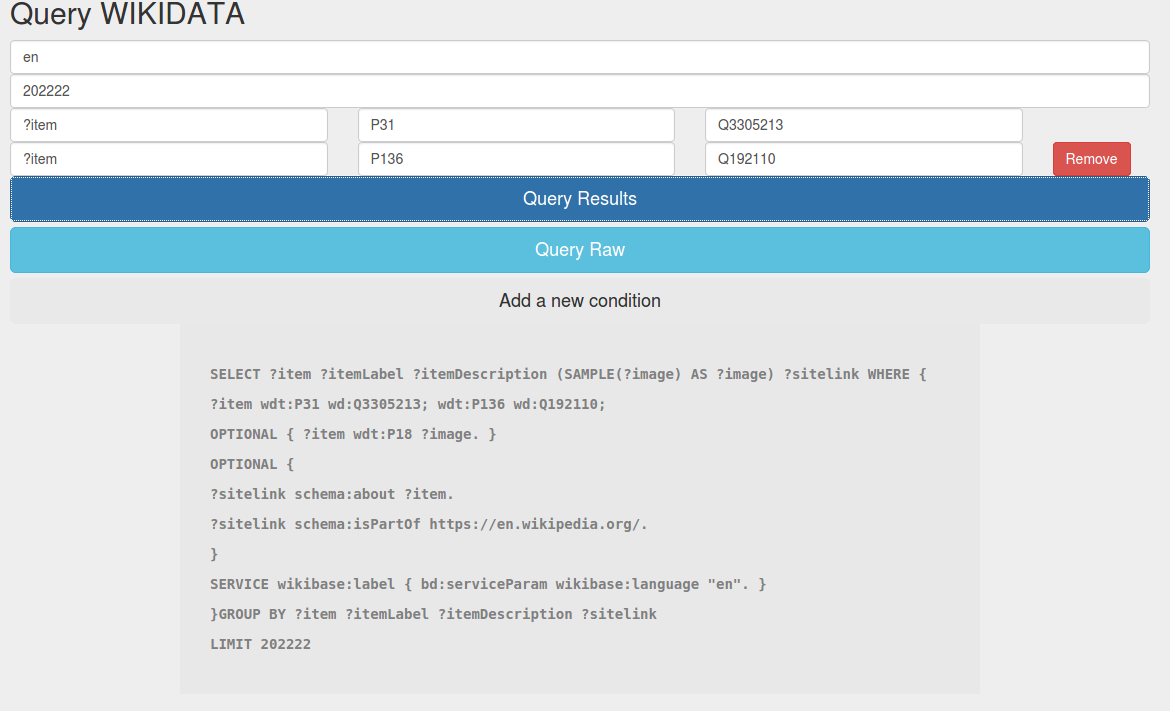 Query WIKIDATA
en
202222
?item P31 Q3305213
?item P136 Q192110 Remove
Query Results
Query Raw
Add a new condition
SELECT ?item ?itemLabel ?itemDescription (SAMPLE(?image) AS ?image) ?sitelink WHERE {
?item wdt:P31 wd:Q3305213; wdt:P136 wd:Q192110;
OPTIONAL { ?item wdt:P18 ?image. }
OPTIONAL {
?sitelink schema:about ?item.
?sitelink schema:isPartOf https://en.wikipedia.org/.
}
SERVICE wikibase:label { bd:serviceParam wikibase:language "en". }
}GROUP BY ?item ?itemLabel ?itemDescription ?sitelink
LIMIT 202222